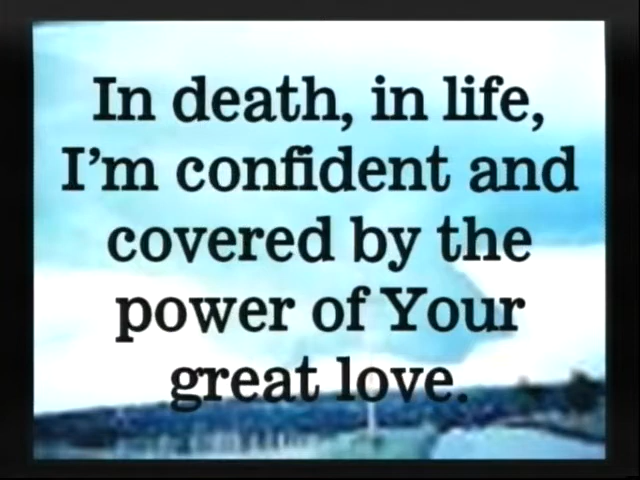 In death, in life,
I'm confident and
covered by the
power of Your
great love.